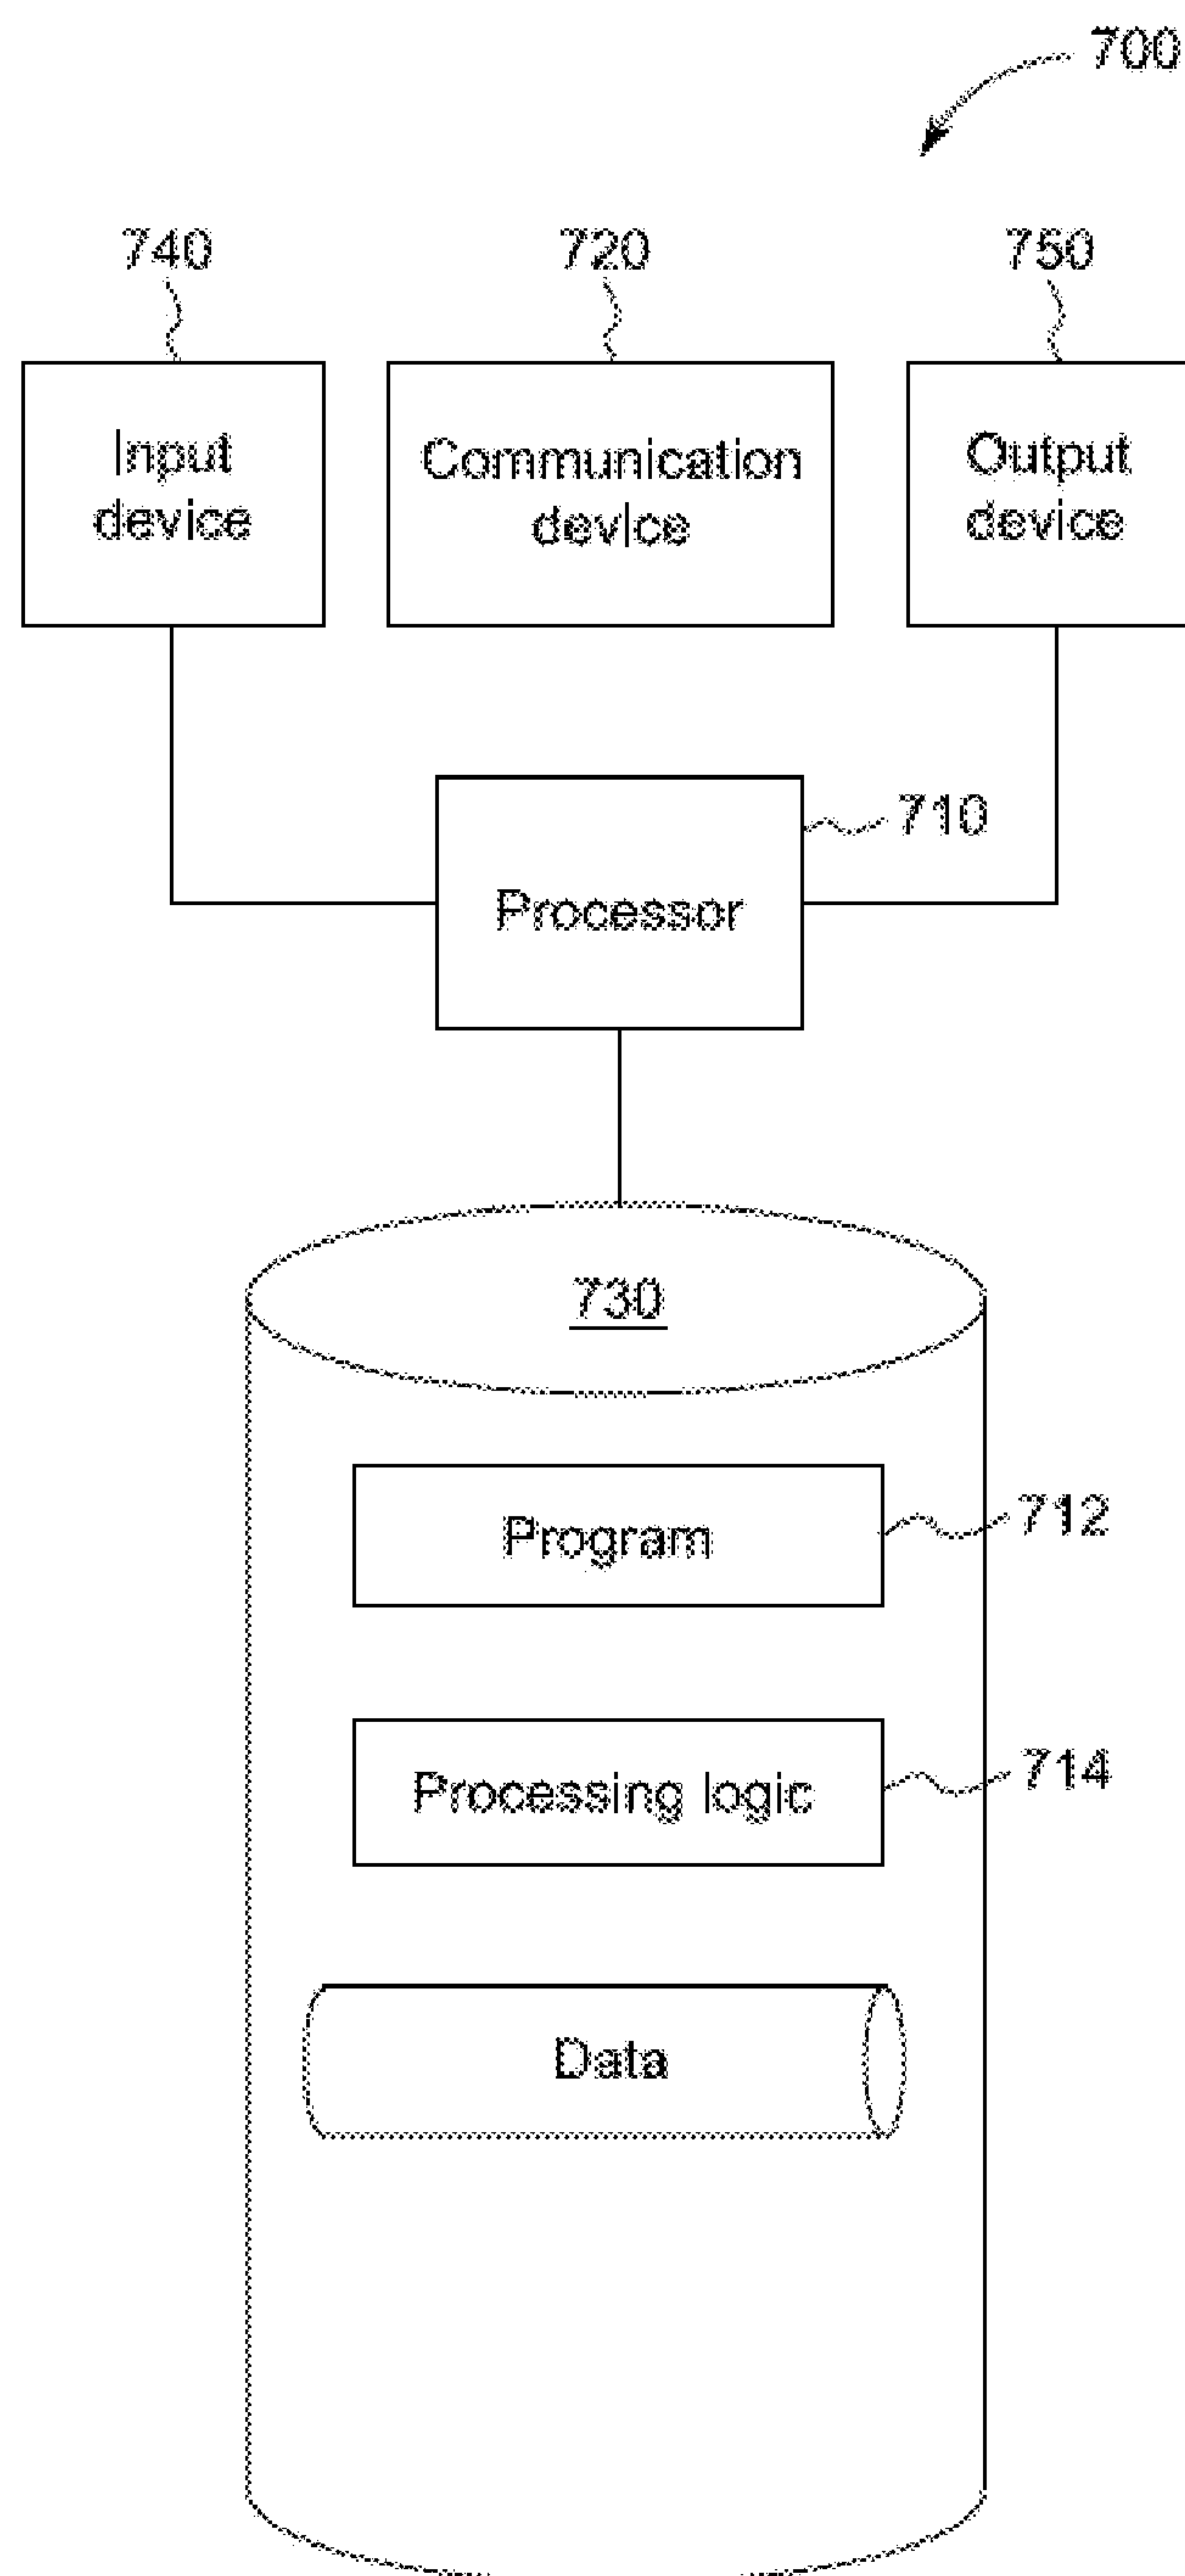 700
740
720
750
Input
device
Communication
device
Output
device
710
Processor
730
Program
712
Processing logic
714
Data